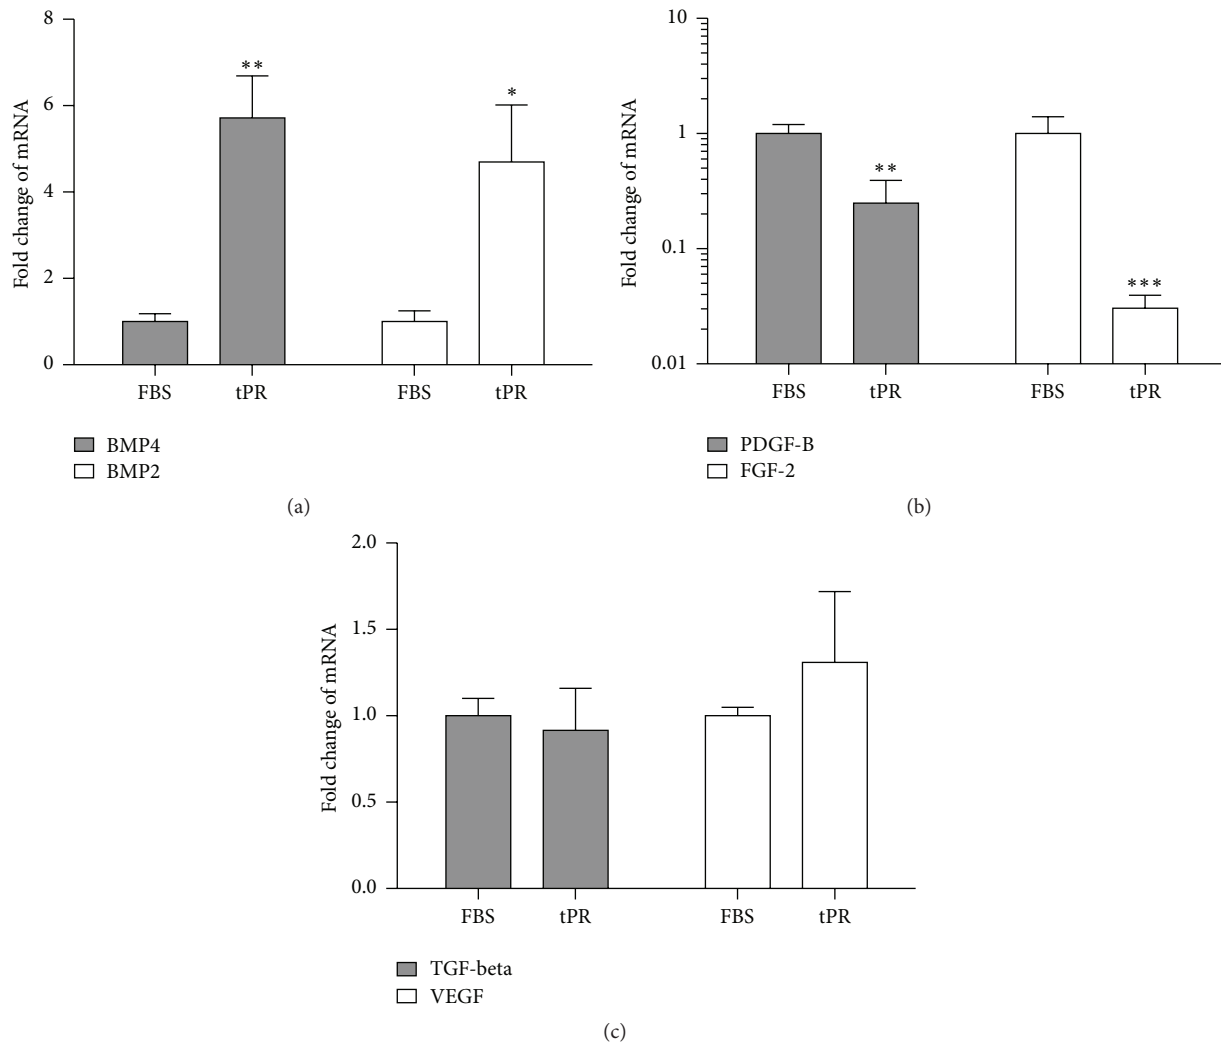 Fold change of mRNA
8
6
4
2
0
**
*
FBS
tPR
FBS
tPR
BMP4
BMP2
(a)
Fold change of mRNA
10
1
0.1
0.01
**
***
FBS
tPR
FBS
tPR
PDGF-B
FGF-2
(b)
Fold change of mRNA
2.0
1.5
1.0
0.5
0.0
FBS
tPR
FBS
tPR
TGF-beta
VEGF
(c)